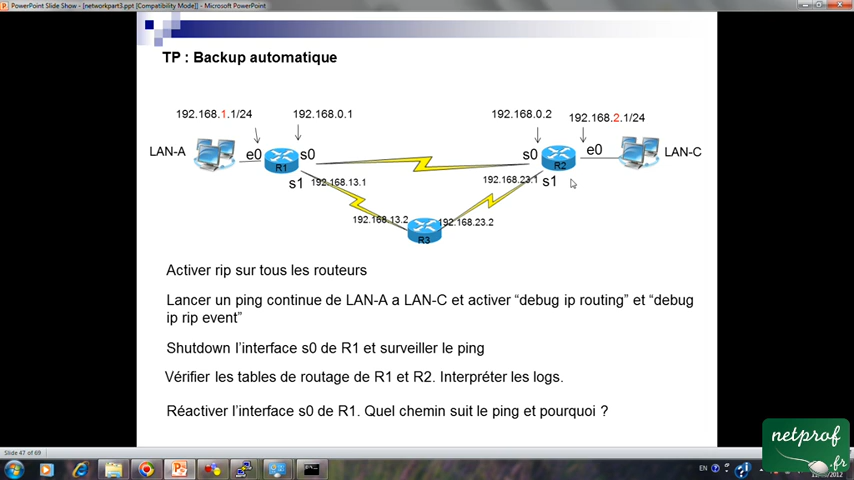 PowerPoint Slide Show - [networkpart3.ppt [Compatibility Mode]] - Microsoft PowerPoint
TP : Backup automatique
192.168.1.1/24
192.168.0.1
192.168.0.2
192.168.2.1/24
LAN-A
e0
R1
s0
s0
R2
e0
LAN-C
s1
192.168.13.1
192.168.23.1
s1
192.168.13.2
R3
192.168.23.2
Activer rip sur tous les routeurs
Lancer un ping continue de LAN-A a LAN-C et activer “debug ip routing” et “debug
ip rip event”
Shutdown l’interface s0 de R1 et surveiller le ping
Vérifier les tables de routage de R1 et R2. Interpréter les logs.
Réactiver l’interface s0 de R1. Quel chemin suit le ping et pourquoi ?
netprof
Slide 47 of 69
EN